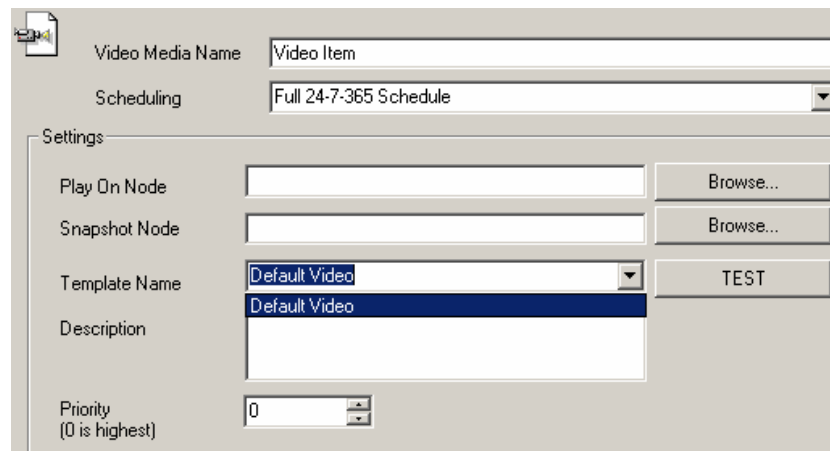 Video Media Name Video Item
Scheduling Full 24-7-365 Schedule
Settings
Play On Node Browse...
Snapshot Node Browse...
Template Name Default Video TEST
Default Video
Description
Priority 0
(0 is highest)